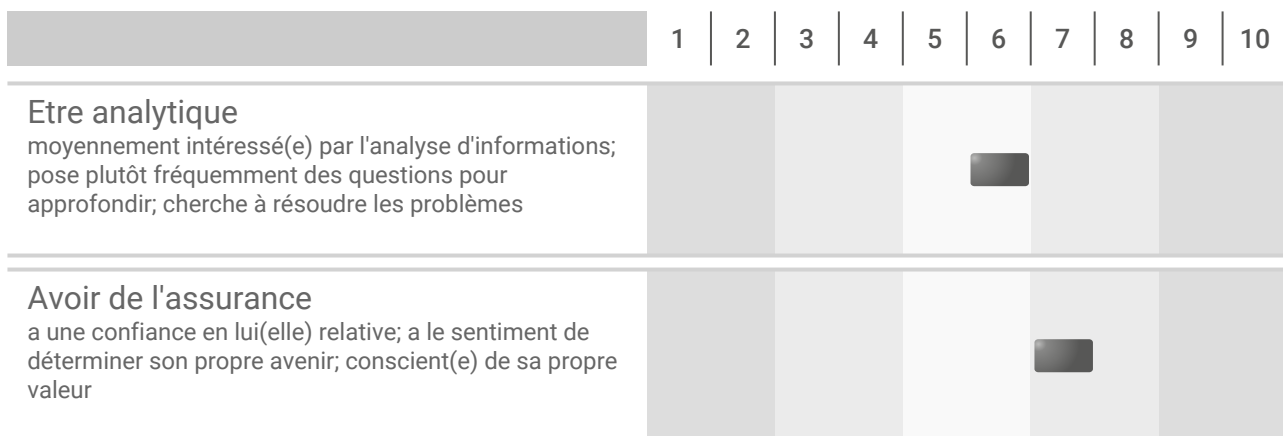 1 2 3 4 5 6 7 8 9 10
Etre analytique
moyennement intéressé(e) par l'analyse d'informations;
pose plutôt fréquemment des questions pour
approfondir; cherche à résoudre les problèmes
Avoir de l'assurance
a une confiance en lui(elle) relative; a le sentiment de
déterminer son propre avenir; conscient(e) de sa propre
valeur